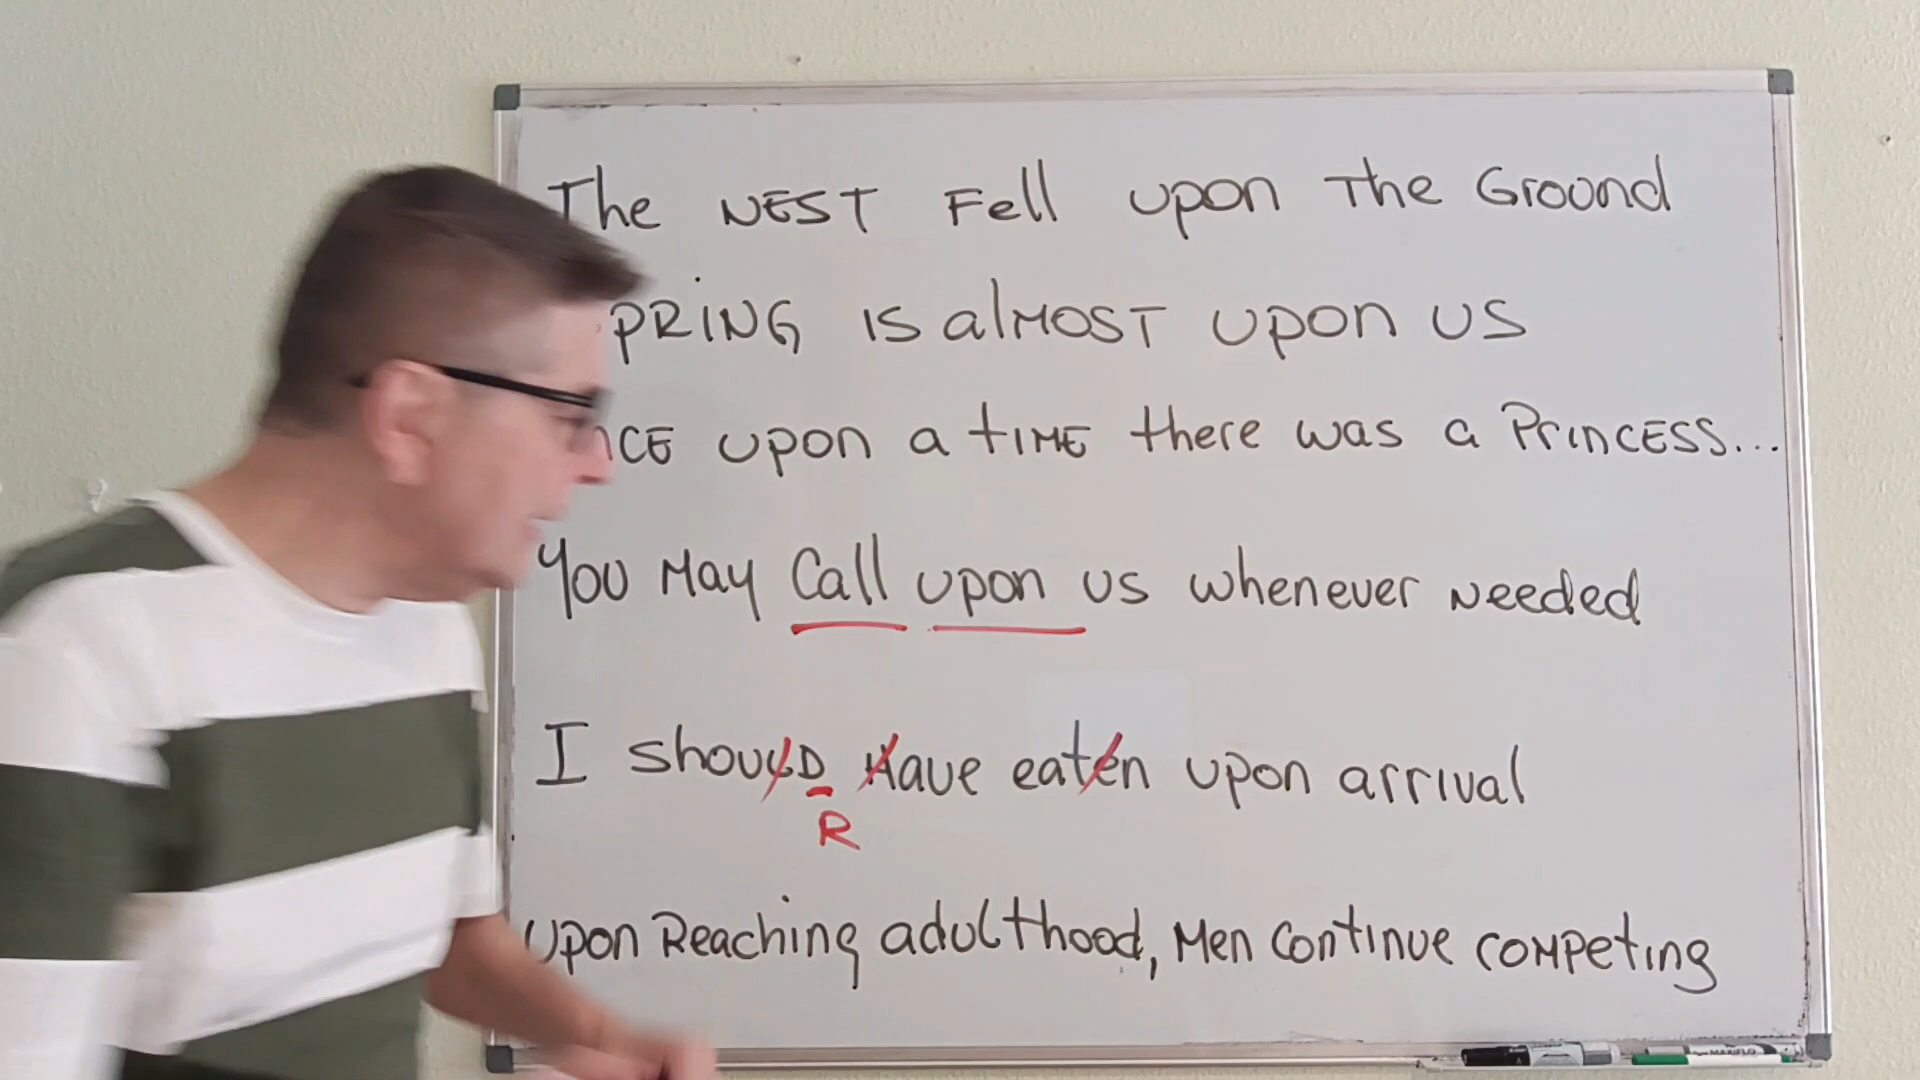 The NEST Fell upon The Ground
PRING is almost upon us
NCE upon a time there was a Princess...
You May Call upon us whenever needed
I should Have eaten upon arrival
R
Upon Reaching adulthood, Men continue competing